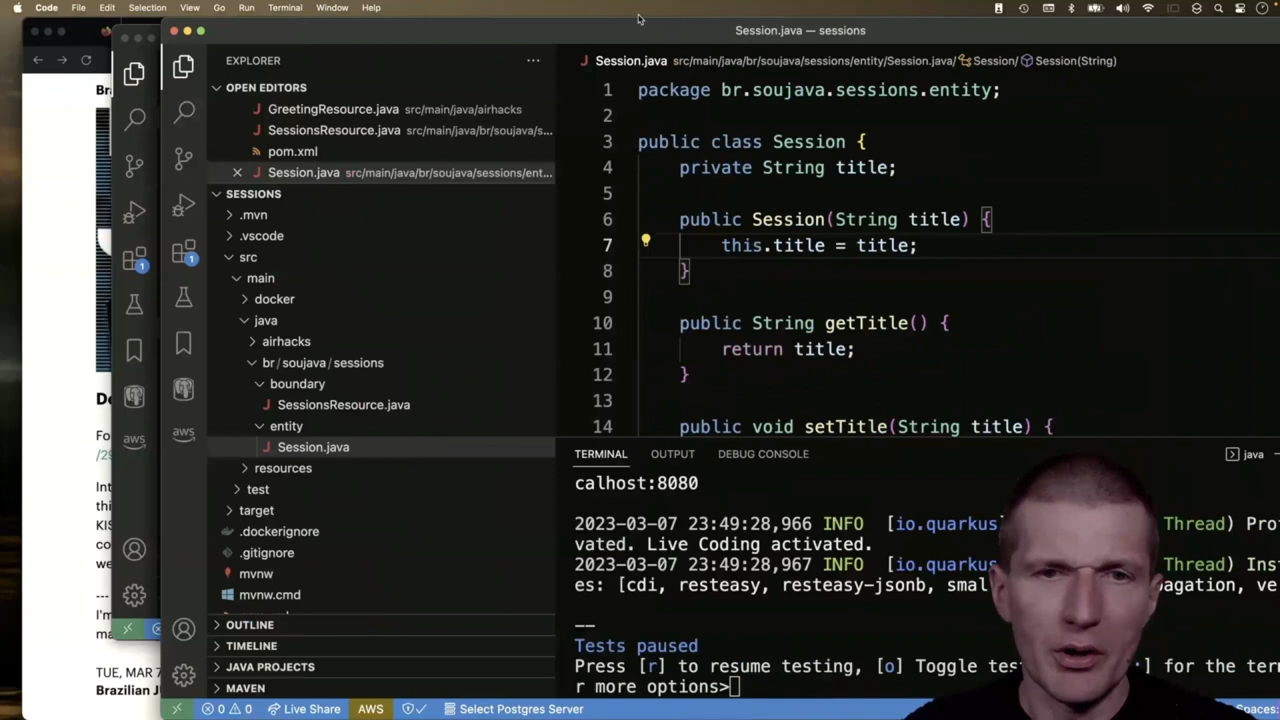 Code File Edit Selection View Go Run Terminal Window Help
Session.java — sessions
EXPLORER
OPEN EDITORS
GreetingResource.java src/main/java/airhacks
SessionsResource.java src/main/java/br/soujava/s...
pom.xml
Session.java src/main/java/br/soujava/sessions/ent...
SESSIONS
.mvn
.vscode
src
main
docker
java
airhacks
br/soujava/sessions
boundary
SessionsResource.java
entity
Session.java
resources
test
target
.dockerignore
.gitignore
mvnw
mvnw.cmd
OUTLINE
TIMELINE
JAVA PROJECTS
MAVEN
Session.java src/main/java/br/soujava/sessions/entity/Session.java/ Session/ Session(String)
1 package br.soujava.sessions.entity;
2
3 public class Session {
4 private String title;
5
6 public Session(String title) {
7 this.title = title;
8 }
9
10 public String getTitle() {
11 return title;
12 }
13
14 public void setTitle(String title) {
TERMINAL OUTPUT DEBUG CONSOLE java
calhost:8080
2023-03-07 23:49:28,966 INFO [io.quarkus Thread) Pro
vated. Live Coding activated.
2023-03-07 23:49:28,967 INFO [io.quarkus Thread) Inst
es: [cdi, resteasy, resteasy-jsonb, smal
--
Tests paused
Press [r] to resume testing, [o] Toggle tes ] for the term
r more options>
0 0 Live Share AWS Select Postgres Server Spaces:
aws
aws
1
1
TUE, MAR 7
Brazilian